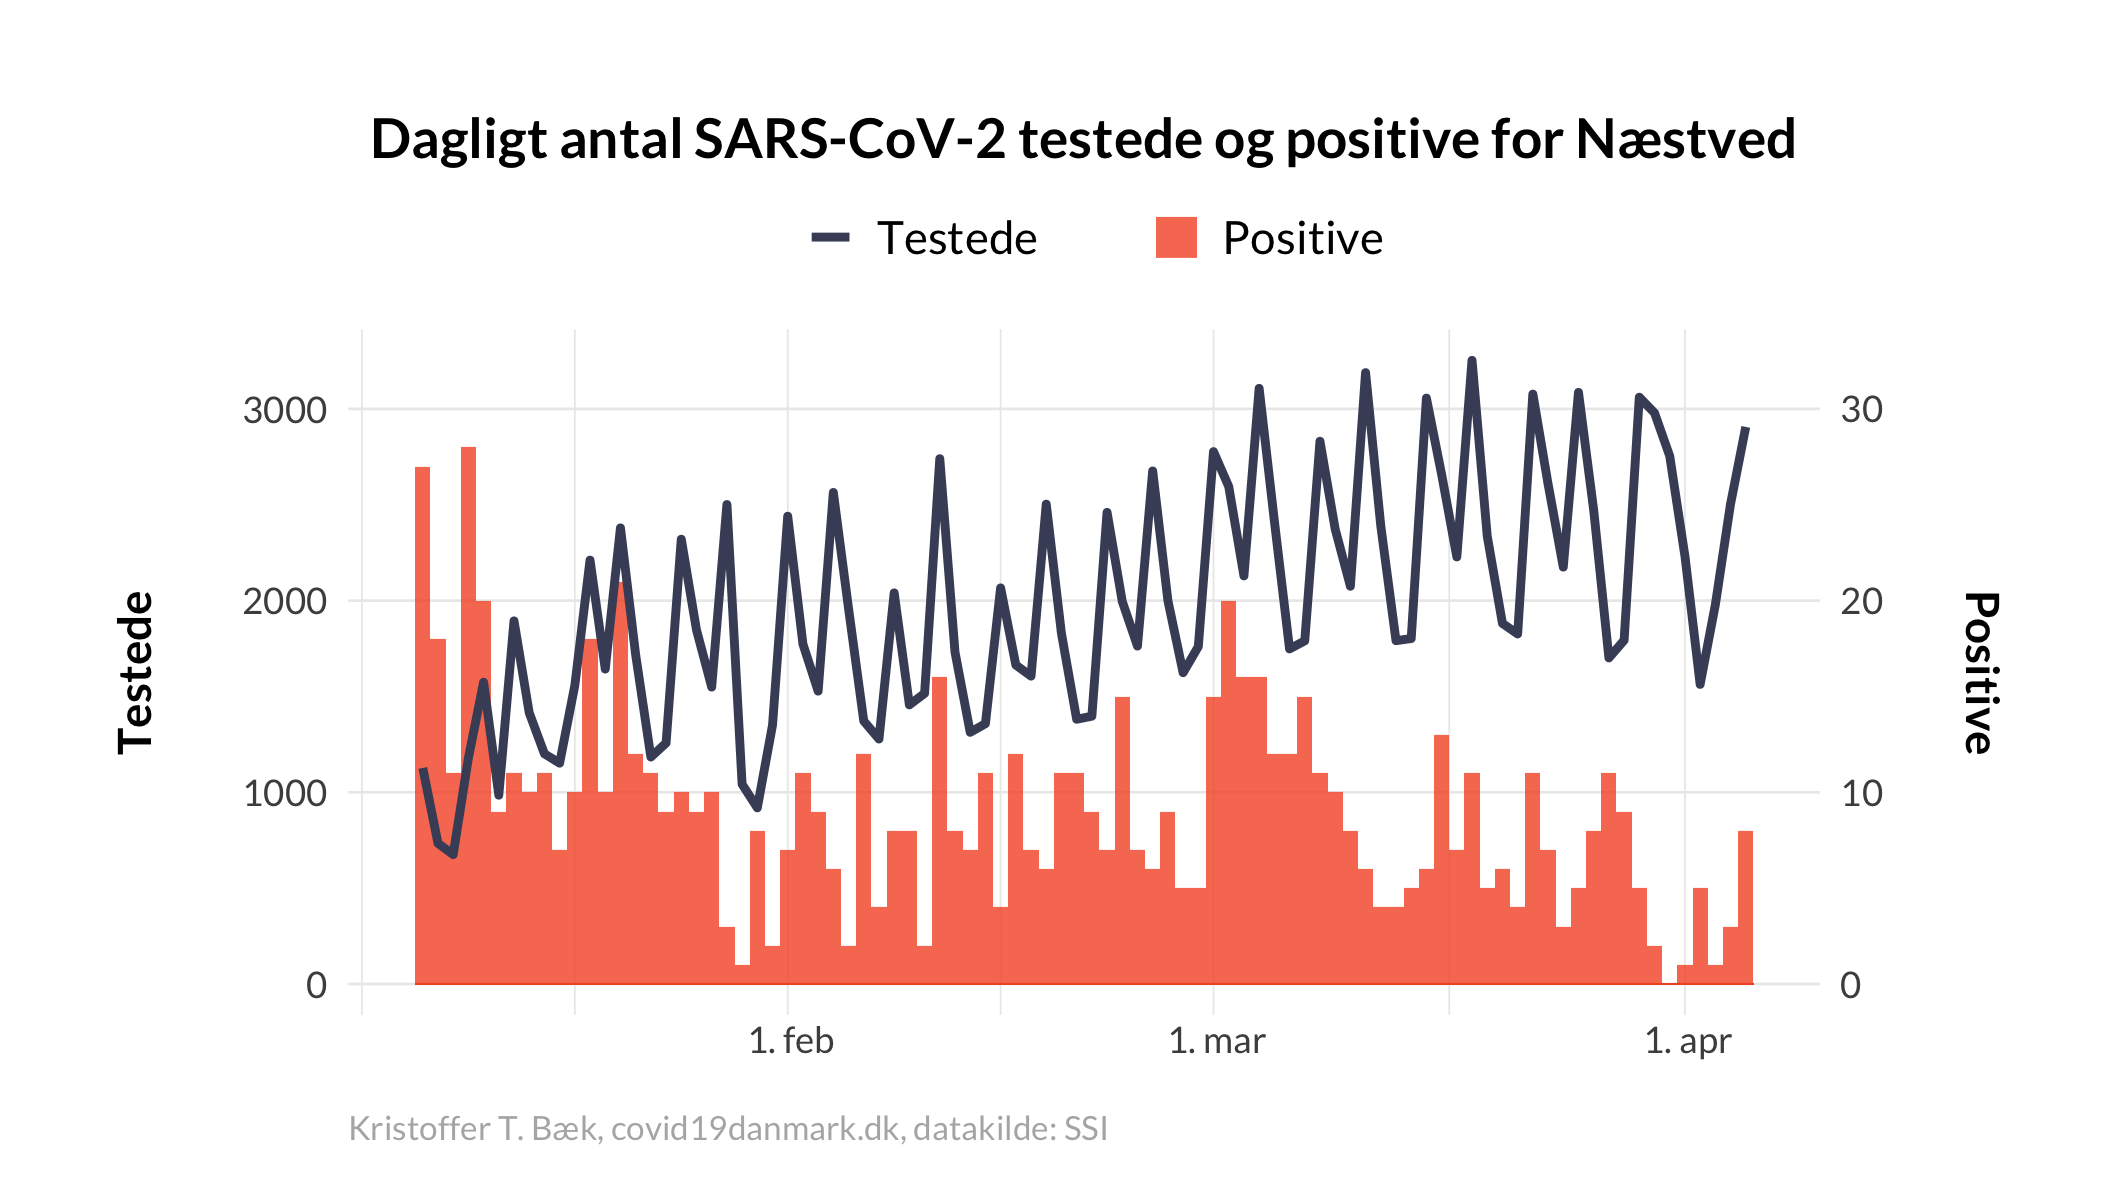 Dagligt antal SARS-CoV-2 testede og positive for Næstved
Testede
Positive
3000
2000
1000
0
Testede
30
20
10
0
Positive
1. feb
1. mar
1. apr
Kristoffer T. Bæk, covid19danmark.dk, datakilde: SSI